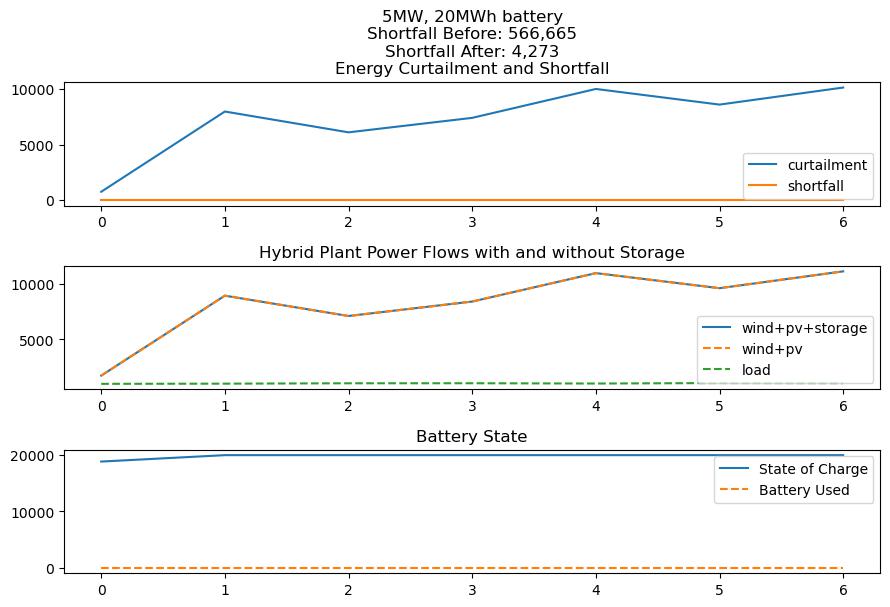 5MW, 20MWh battery
Shortfall Before: 566,665
Shortfall After: 4,273
Energy Curtailment and Shortfall
10000
5000
0
curtailment
shortfall
0 1 2 3 4 5 6
Hybrid Plant Power Flows with and without Storage
10000
5000
wind+pv+storage
wind+pv
load
0 1 2 3 4 5 6
Battery State
20000
10000
0
State of Charge
Battery Used
0 1 2 3 4 5 6